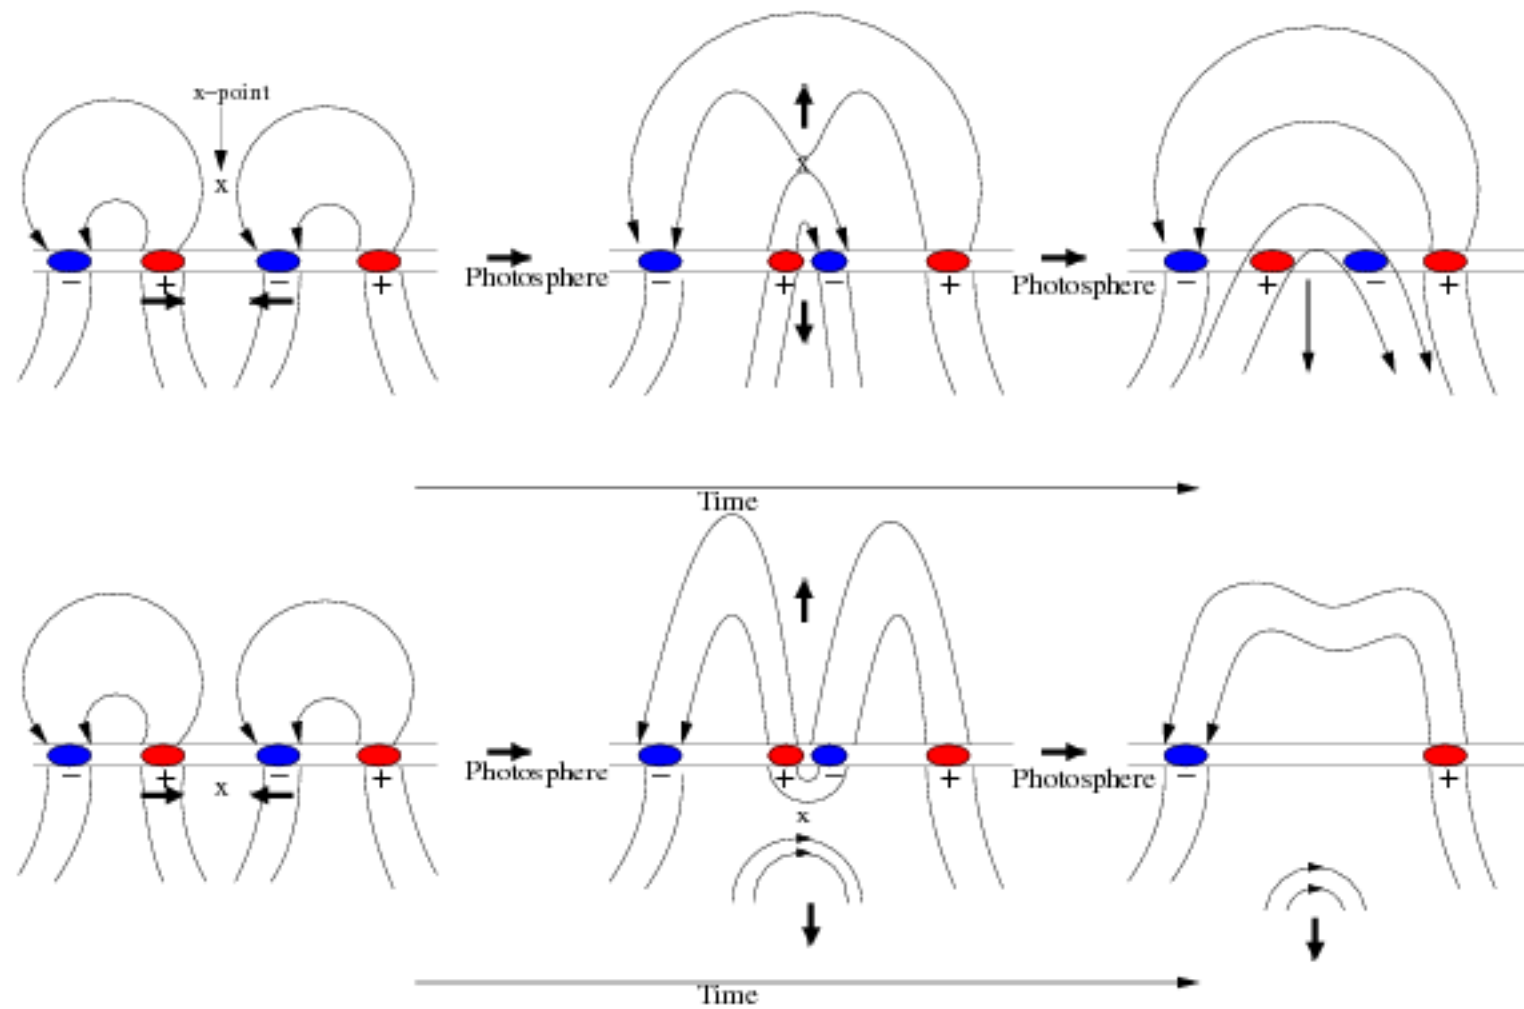 x-point
x
− + − +
Photosphere
x
− + − +
Photosphere
− + − +
Time
− + x − +
Photosphere
− + − +
x
Photosphere
− +
Time